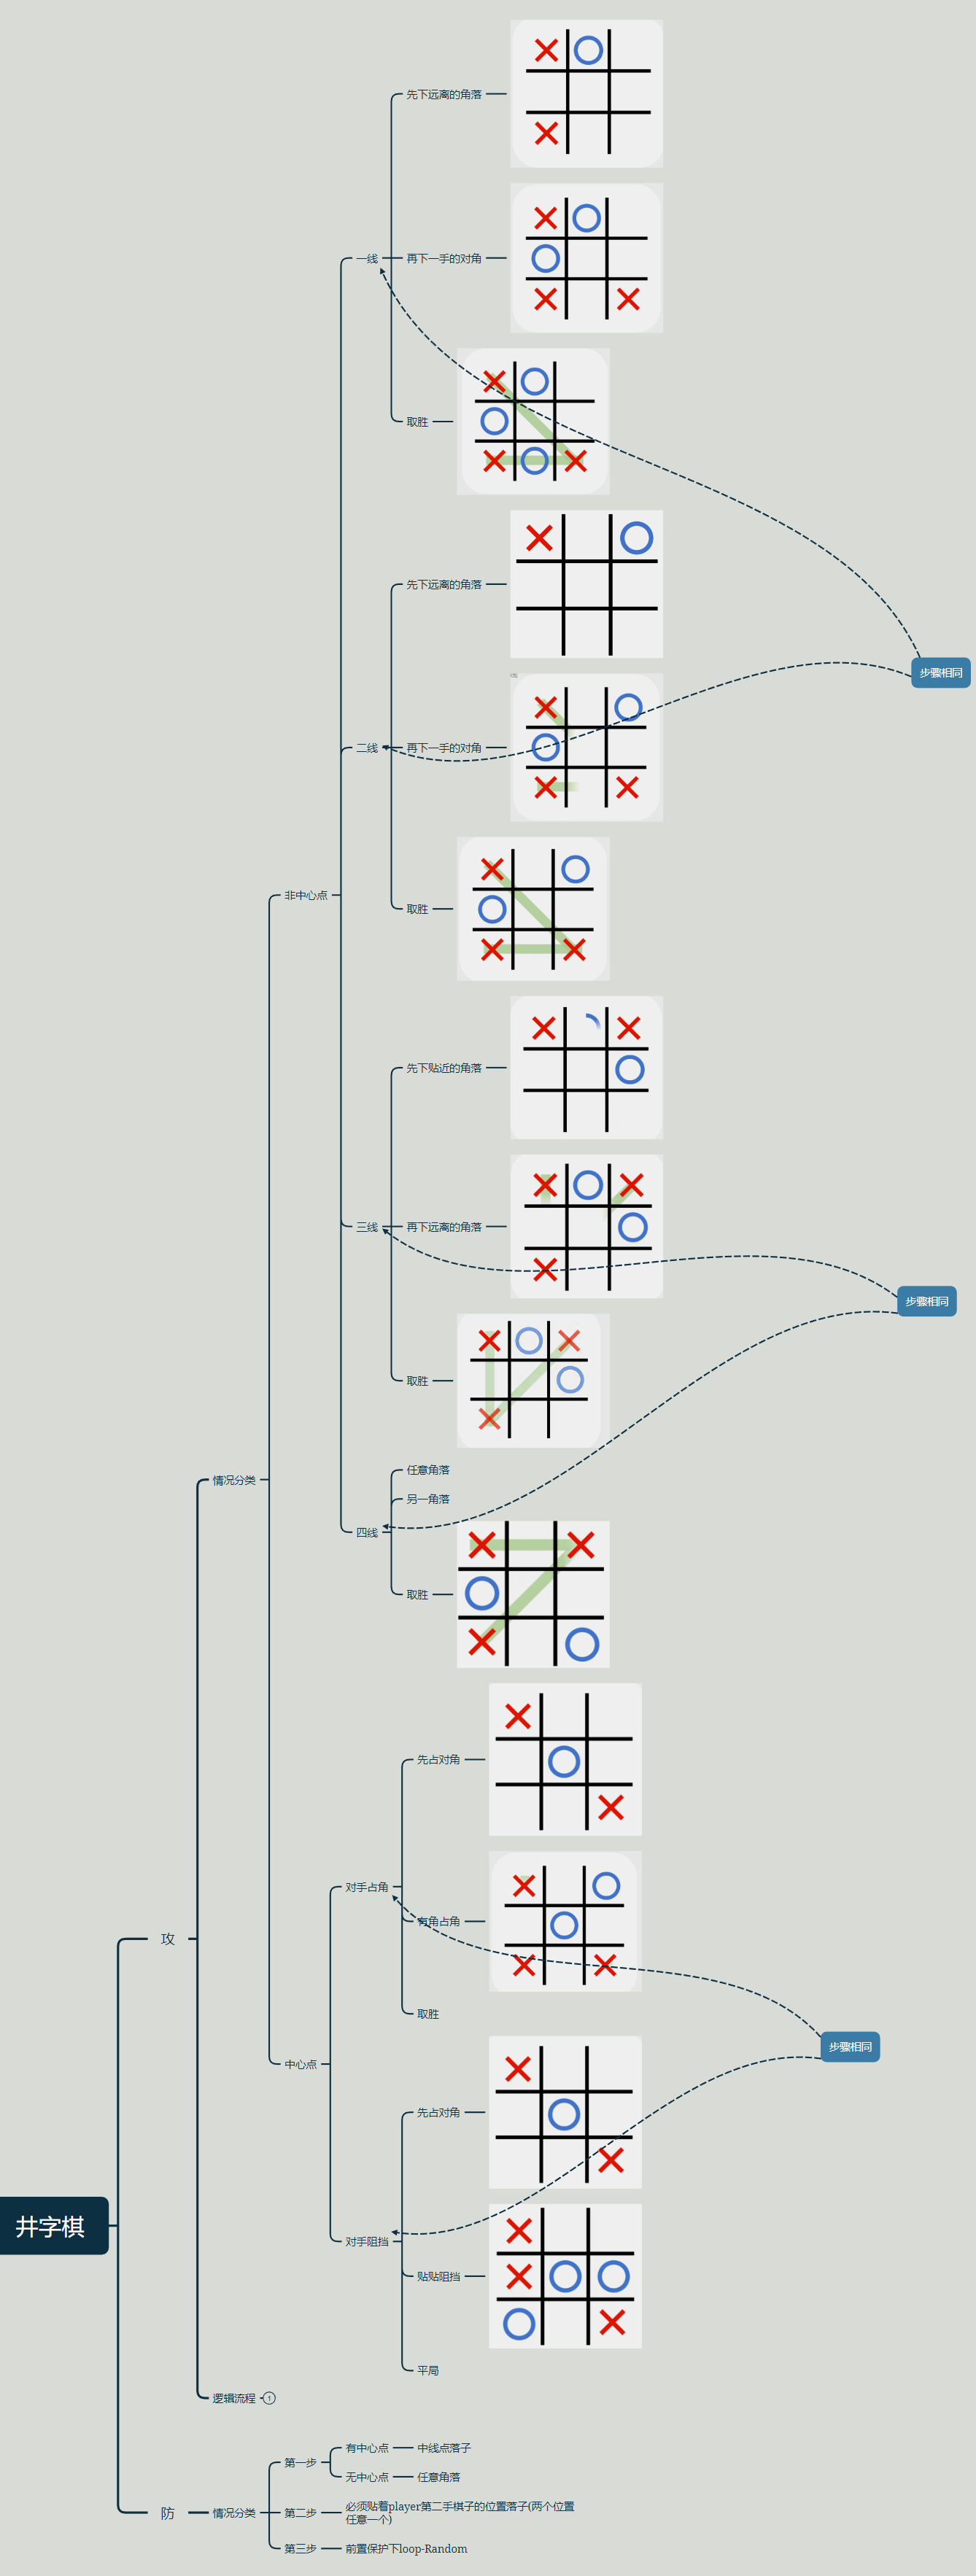 先下远离的角落
一线
再下一手的对角
取胜
先下远离的角落
步骤相同
二线
再下一手的对角
非中心点
取胜
先下贴近的角落
三线
再下远离的角落
步骤相同
取胜
任意角落
情况分类
另一角落
四线
取胜
先占对角
对手占角
有角占角
攻
取胜
步骤相同
中心点
先占对角
井字棋
对手阻挡
贴贴阻挡
平局
逻辑流程
1
有中心点
中线点落子
第一步
无中心点
任意角落
防
情况分类
第二步
必须贴着player第二手棋子的位置落子(两个位置
任意一个)
第三步
前置保护下loop-Random